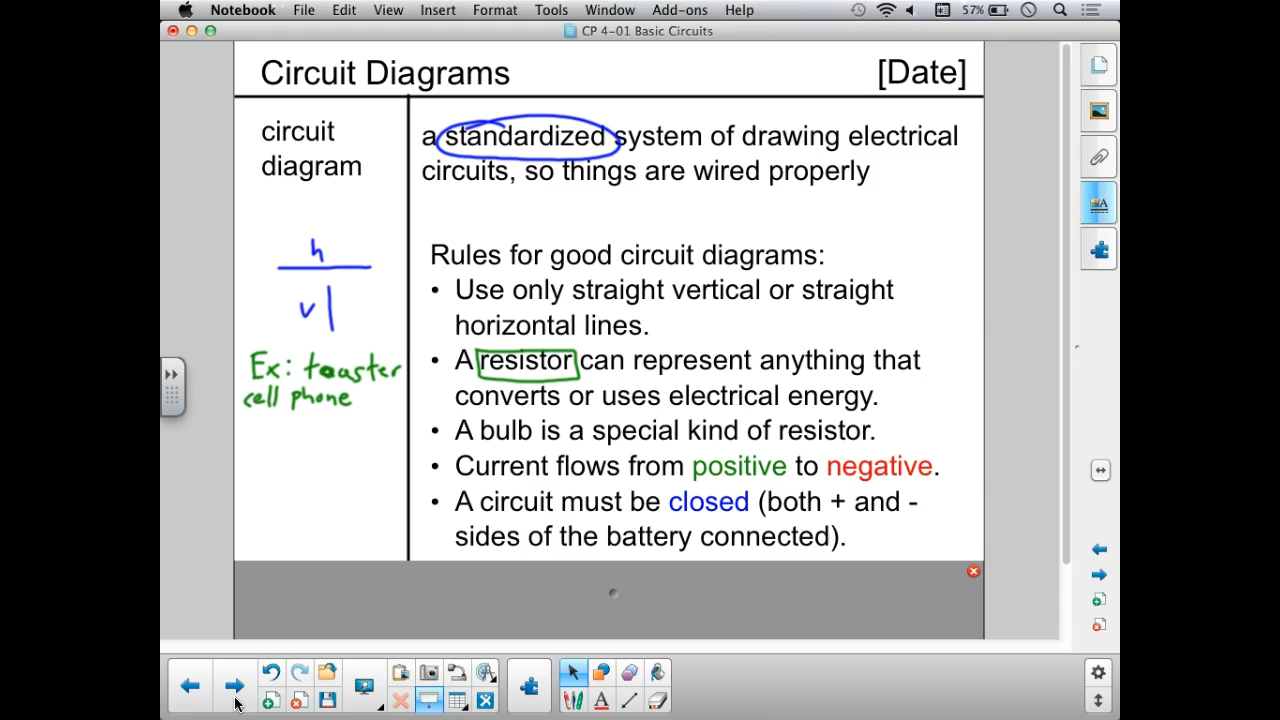 Notebook File Edit View Insert Format Tools Window Add-ons Help 57%
CP 4-01 Basic Circuits
Circuit Diagrams [Date]
circuit
diagram
a standardized system of drawing electrical
circuits, so things are wired properly
h
v
Ex: toaster
cell phone
Rules for good circuit diagrams:
• Use only straight vertical or straight
horizontal lines.
• A resistor can represent anything that
converts or uses electrical energy.
• A bulb is a special kind of resistor.
• Current flows from positive to negative.
• A circuit must be closed (both + and -
sides of the battery connected).